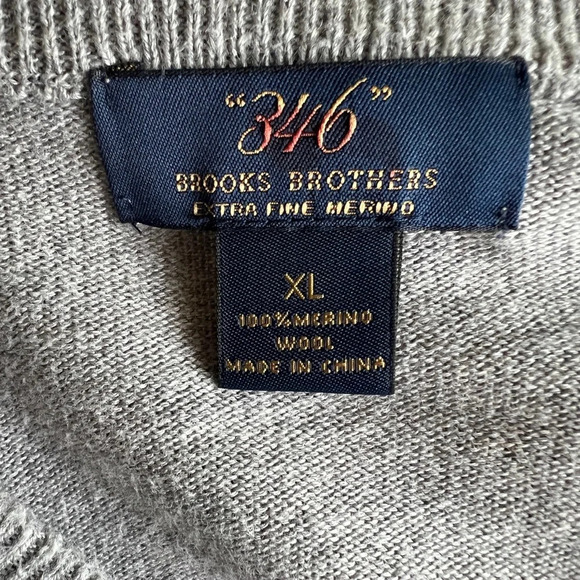 "346"
BROOKS BROTHERS
EXTRA FINE MERINO
XL
100% MERINO
WOOL
MADE IN CHINA